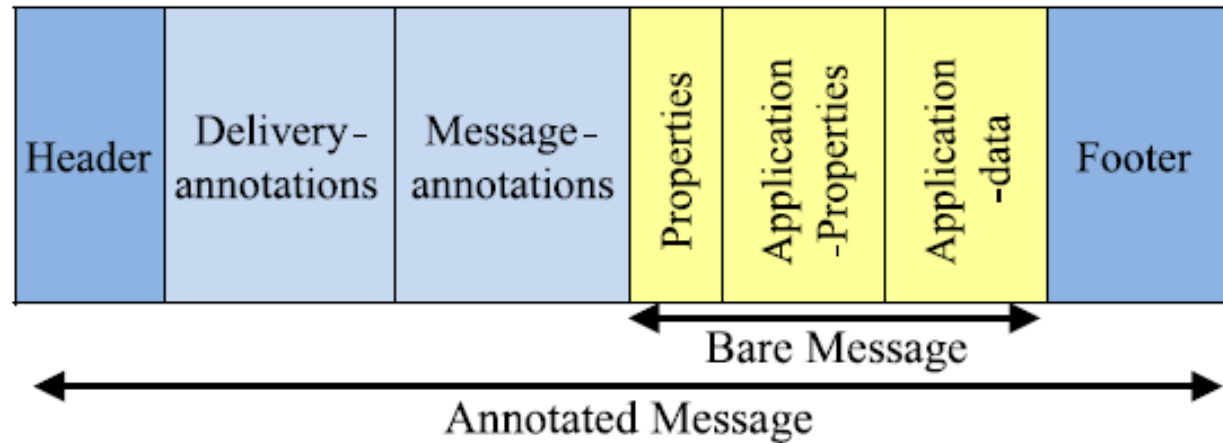 Header
Delivery-
annotations
Message-
annotations
Properties
Application
-Properties
Application
-data
Footer
Bare Message
Annotated Message